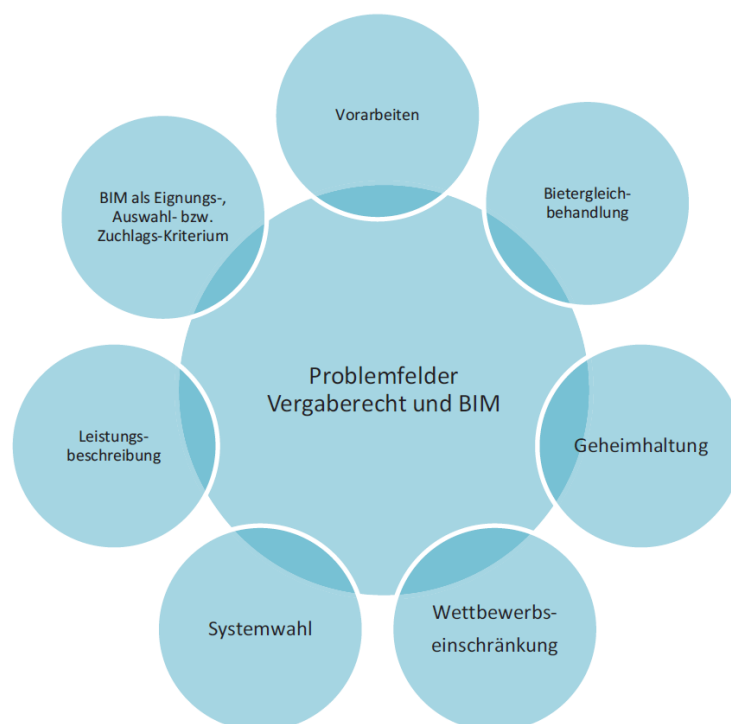 Vorarbeiten
Bietergleich-
behandlung
Geheimhaltung
Wettbewerbs-
einschränkung
Systemwahl
Leistungs-
beschreibung
BIM als Eignungs-,
Auswahl- bzw.
Zuchlags-Kriterium
Problemfelder
Vergaberecht und BIM